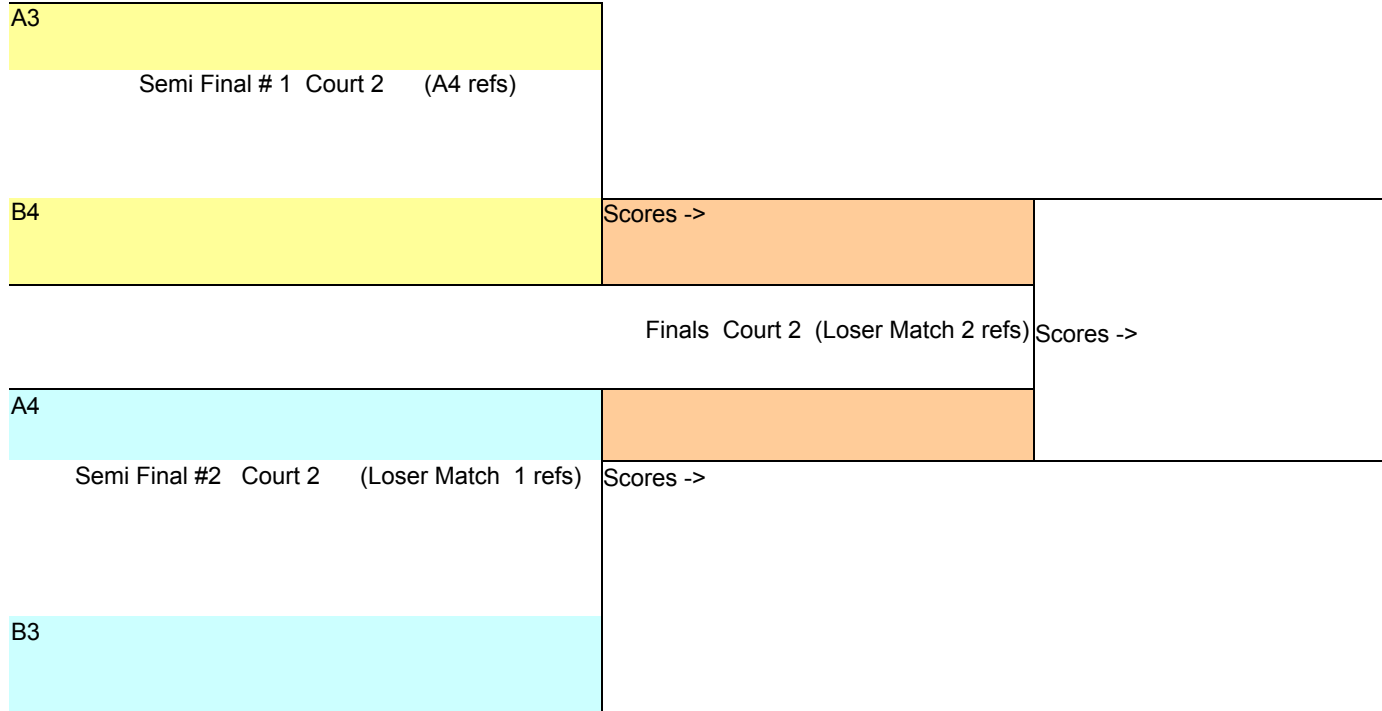 A3
Semi Final # 1 Court 2 (A4 refs)
B4
Scores ->
Finals Court 2 (Loser Match 2 refs)
Scores ->
A4
Semi Final #2 Court 2 (Loser Match 1 refs)
Scores ->
B3